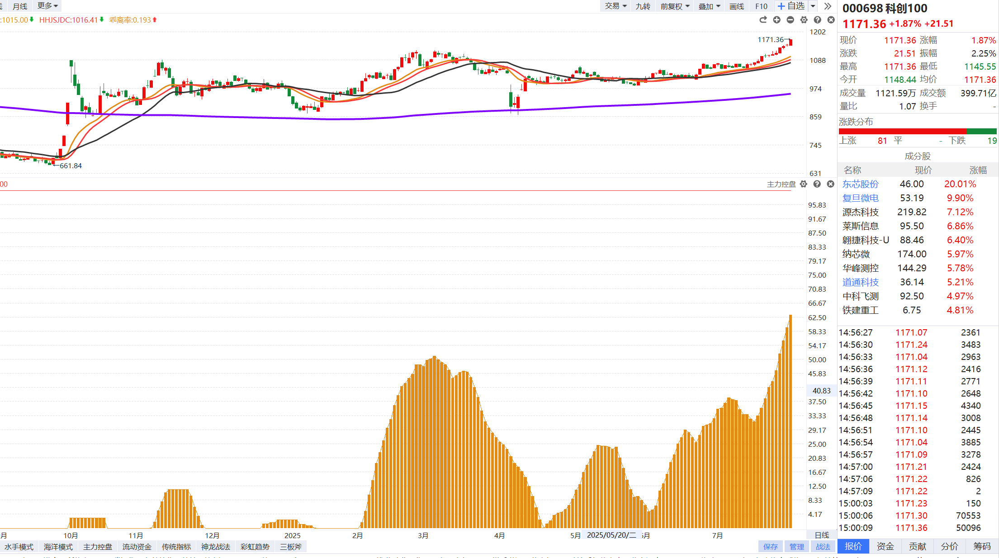 月线 更多 交易 九转 前复权 叠加 画线 F10 +自选
:1015.00 HHJSJDC:1016.41 乖离率:0.193
1202
1171.36
1088
974
859
745
661.84
631
00
主力控盘
95.83
91.67
87.50
83.33
79.17
75.00
70.83
66.67
62.50
58.33
54.17
50.00
45.83
40.83
37.50
33.33
29.17
25.00
20.83
16.67
12.50
8.33
4.17
月 10月 11月 12月 2025 2月 3月 4月 5月 2025/05/20/二 月 7月 日线
水手模式 海洋模式 主力控盘 流动资金 传统指标 神龙战法 彩虹趋势 三板斧 保存 管理 战法
000698 科创100
1171.36 +1.87% +21.51
现价 1171.36 涨幅 1.87%
涨跌 21.51 振幅 2.25%
最高 1171.36 最低 1145.55
今开 1148.44 均价 1171.36
成交量 1121.59万 成交额 399.71亿
量比 1.07 换手 -
涨跌分布
上涨 81 平 - 下跌 19
成分股
名称 现价 涨幅
东芯股份 46.00 20.01%
复旦微电 53.19 9.90%
源杰科技 219.82 7.12%
莱斯信息 95.50 6.86%
翱捷科技-U 88.46 6.40%
纳芯微 174.00 5.97%
华峰测控 144.29 5.78%
道通科技 36.14 5.21%
中科飞测 92.50 4.97%
铁建重工 6.75 4.81%
14:56:27 1171.07 2361
14:56:30 1171.24 3483
14:56:33 1171.04 2963
14:56:36 1171.12 2416
14:56:39 1171.11 2771
14:56:42 1171.10 2648
14:56:45 1171.15 4340
14:56:48 1171.14 3008
14:56:51 1171.10 2445
14:56:54 1171.04 3885
14:56:57 1171.09 3278
14:57:00 1171.21 2424
14:57:06 1171.22 826
14:57:09 1171.22 2
15:00:03 1171.23 150
15:00:06 1171.30 70553
15:00:09 1171.36 50096
报价 资金 贡献 分价 筹码